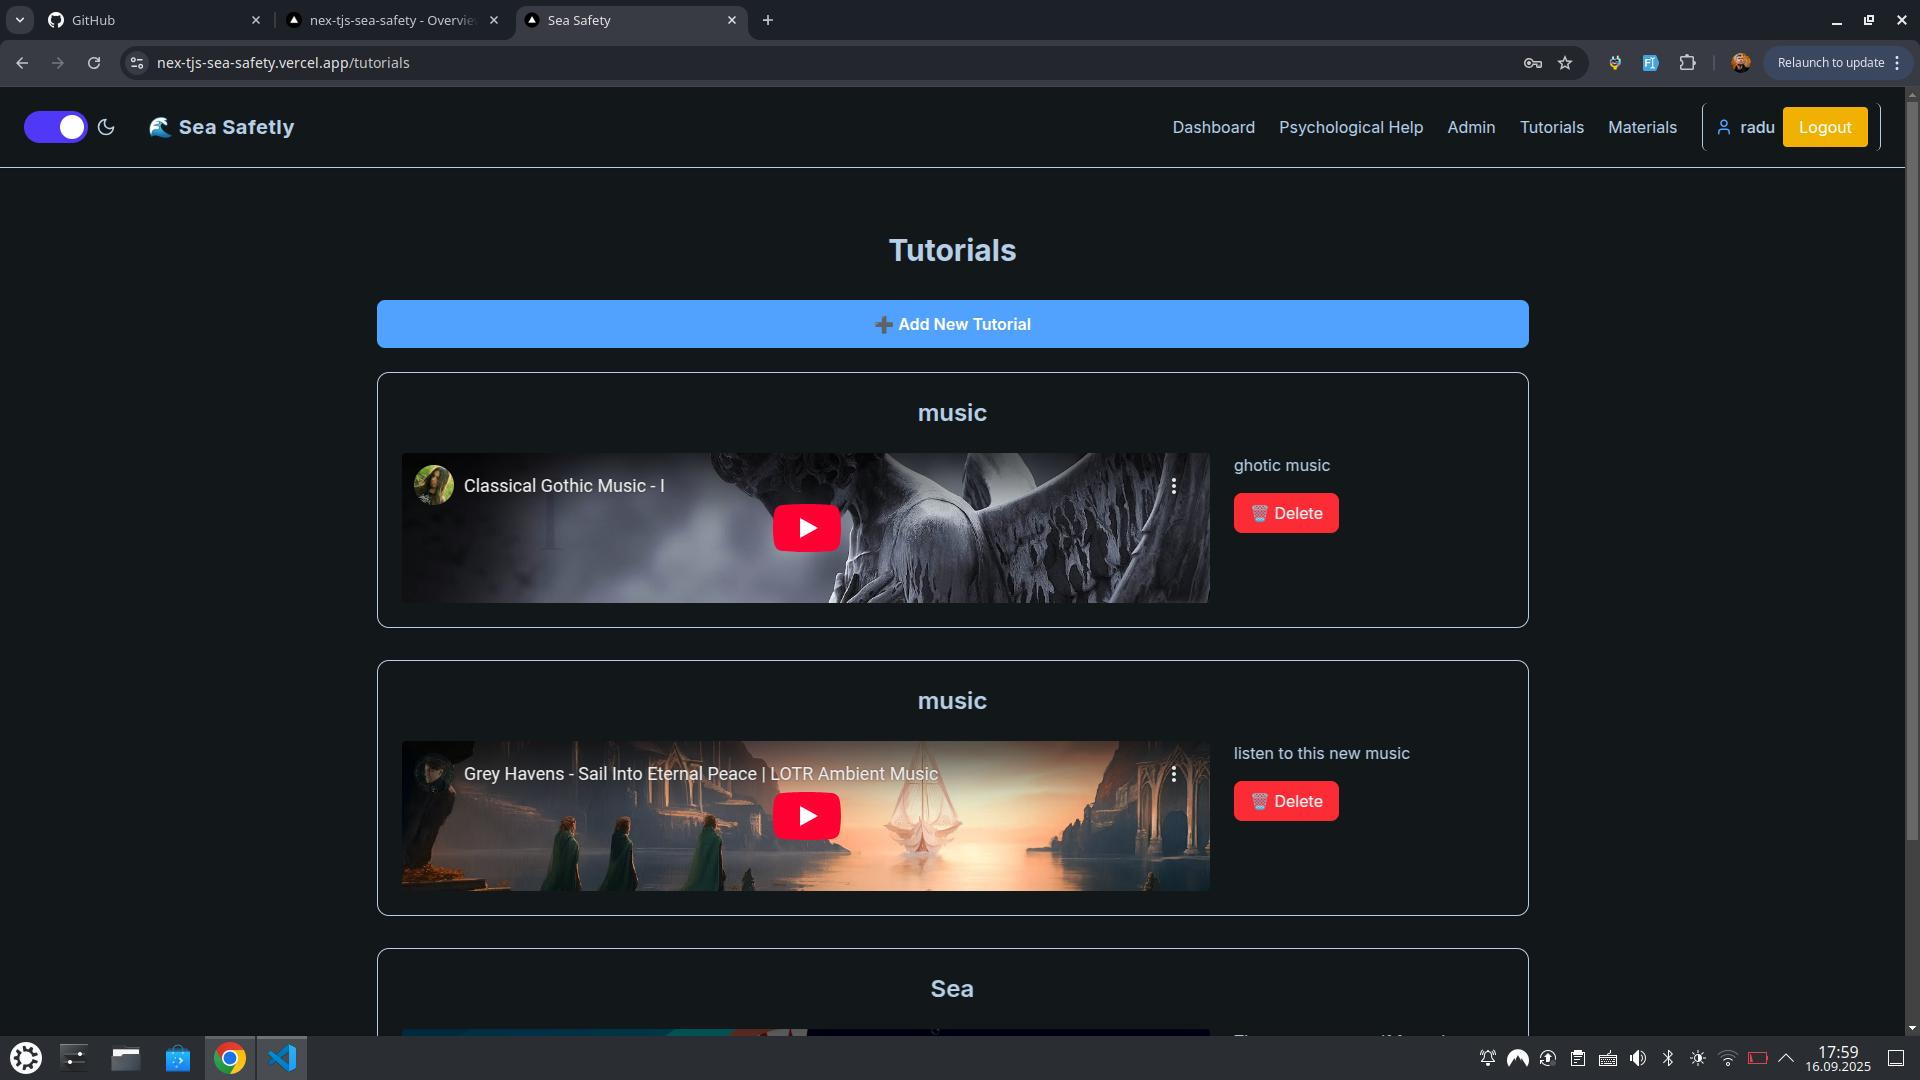 GitHub
nex-tjs-sea-safety - Overvie
Sea Safety
nex-tjs-sea-safety.vercel.app/tutorials
Relaunch to update
Sea Safetly
Dashboard
Psychological Help
Admin
Tutorials
Materials
radu
Logout
Tutorials
Add New Tutorial
music
Classical Gothic Music - I
ghotic music
Delete
music
Grey Havens - Sail Into Eternal Peace | LOTR Ambient Music
listen to this new music
Delete
Sea
17:59
16.09.2025